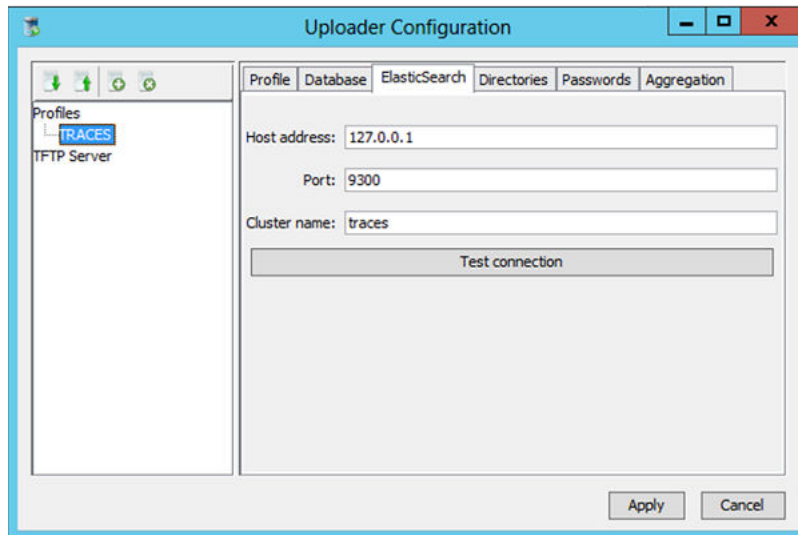 Uploader Configuration
Profile Database ElasticSearch Directories Passwords Aggregation
Profiles
TRACES
TFTP Server
Host address: 127.0.0.1
Port: 9300
Cluster name: traces
Test connection
Apply Cancel